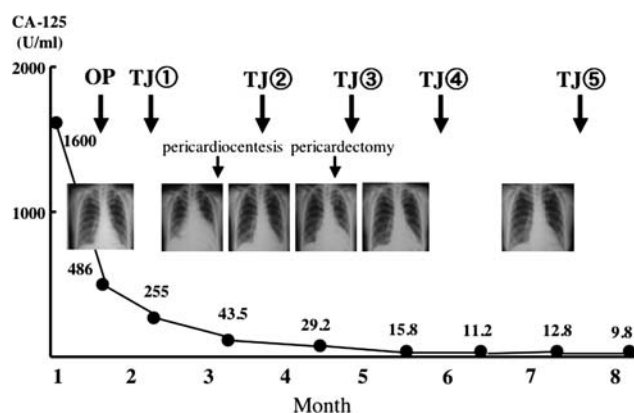 CA-125
(U/ml)
2000
OP TJ① TJ② TJ③ TJ④ TJ⑤
pericardiocentesis pericardectomy
1600
1000
486 255 43.5 29.2 15.8 11.2 12.8 9.8
1 2 3 4 5 6 7 8
Month